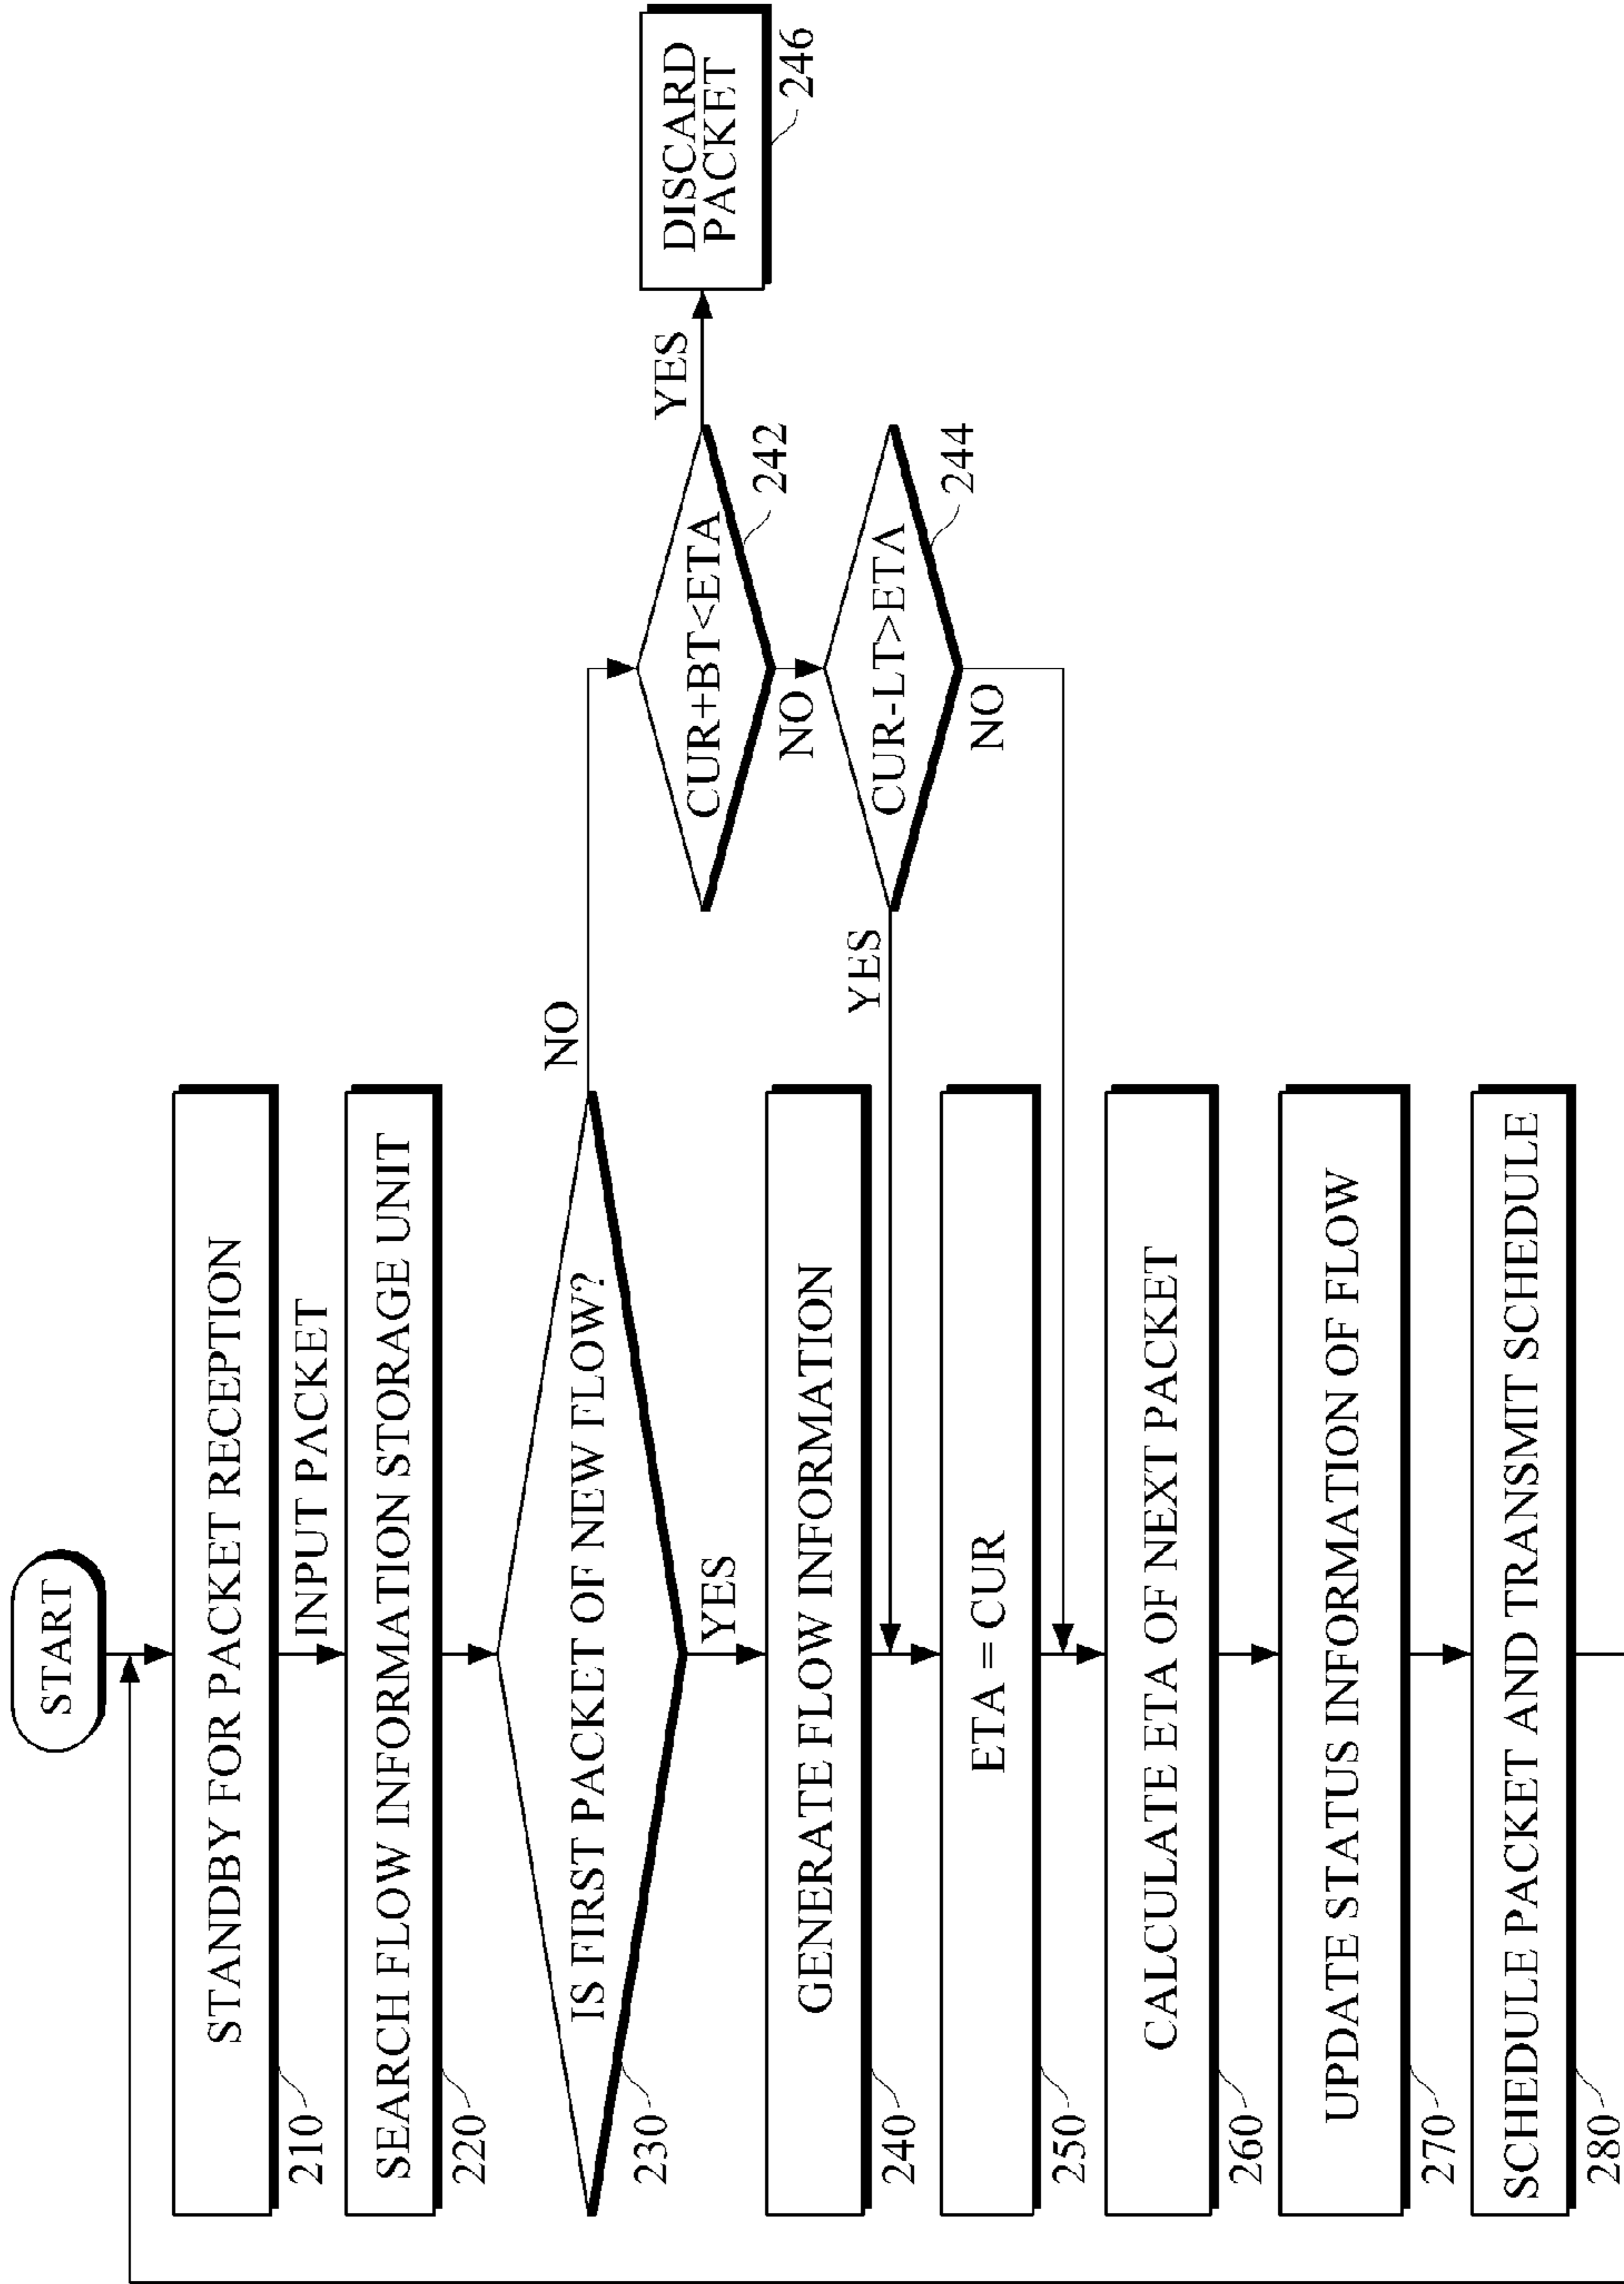 START
STANDBY FOR PACKET RECEPTION
210
INPUT PACKET
SEARCH FLOW INFORMATION STORAGE UNIT
220
IS FIRST PACKET OF NEW FLOW?
230
NO
YES
CUR+BT<ETA
242
YES
DISCARD
PACKET
246
NO
CUR-LT>ETA
244
YES
NO
GENERATE FLOW INFORMATION
240
ETA = CUR
250
CALCULATE ETA OF NEXT PACKET
260
UPDATE STATUS INFORMATION OF FLOW
270
SCHEDULE PACKET AND TRANSMIT SCHEDULE
280